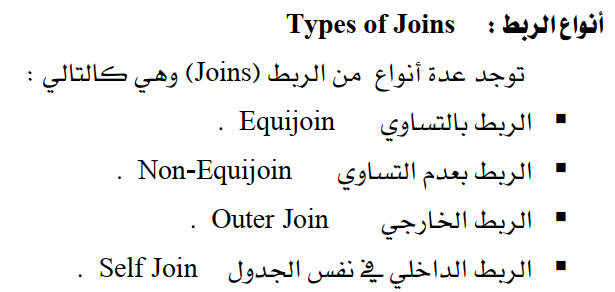 أنواع الربط : Types of Joins
توجد عدة أنواع من الربط (Joins) وهي كالتالي :
▪ الربط بالتساوي Equijoin .
▪ الربط بعدم التساوي Non-Equijoin .
▪ الربط الخارجي Outer Join .
▪ الربط الداخلي في نفس الجدول Self Join .